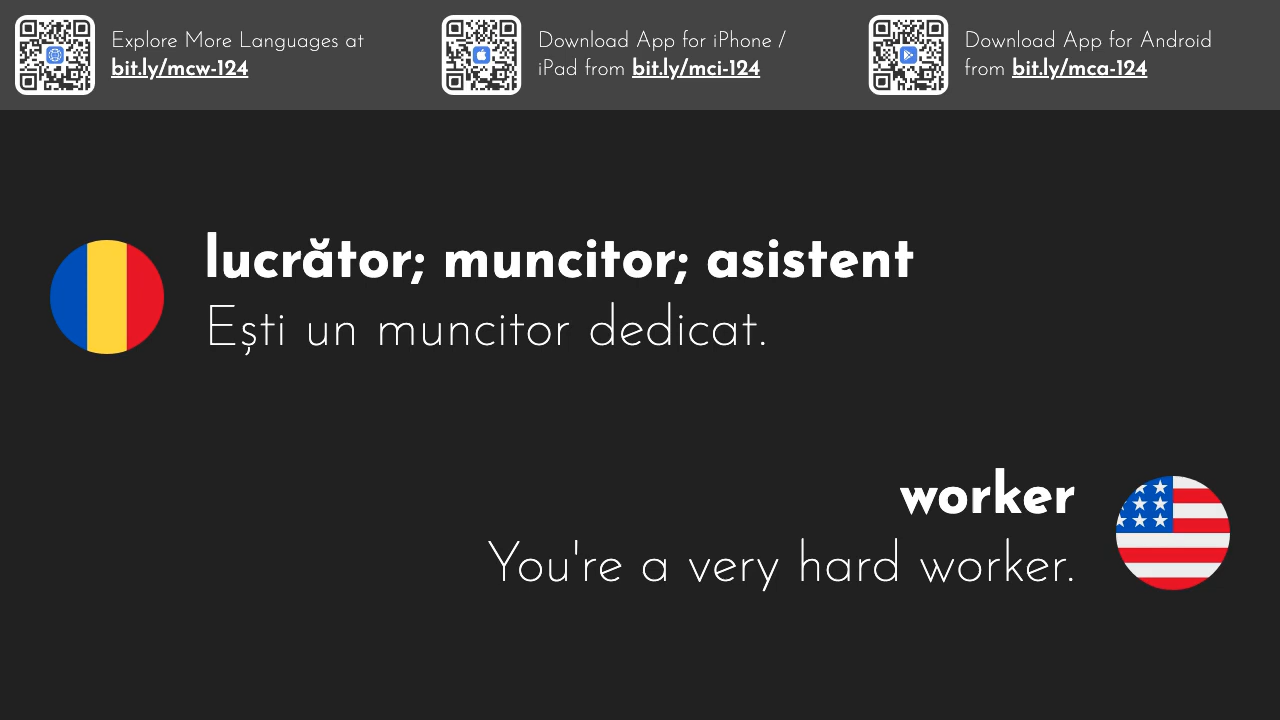 Explore More Languages at
bit.ly/mcw-124
Download App for iPhone /
iPad from bit.ly/mci-124
Download App for Android
from bit.ly/mca-124
lucrător; muncitor; asistent
Ești un muncitor dedicat.
worker
You're a very hard worker.